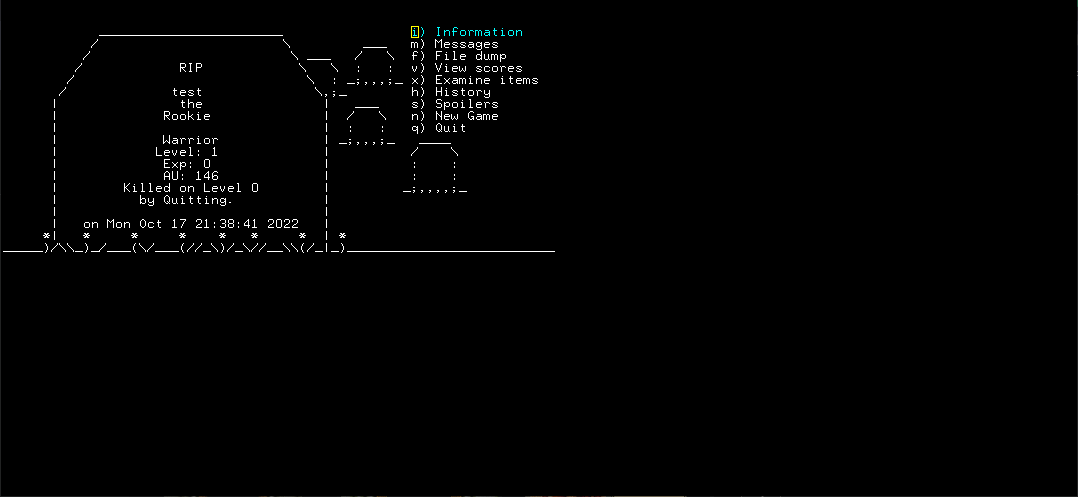 RIP
test
the
Rookie
Warrior
Level: 1
Exp: 0
AU: 146
Killed on Level 0
by Quitting.
on Mon Oct 17 21:38:41 2022
i) Information
m) Messages
f) File dump
v) View scores
x) Examine items
h) History
s) Spoilers
n) New Game
q) Quit